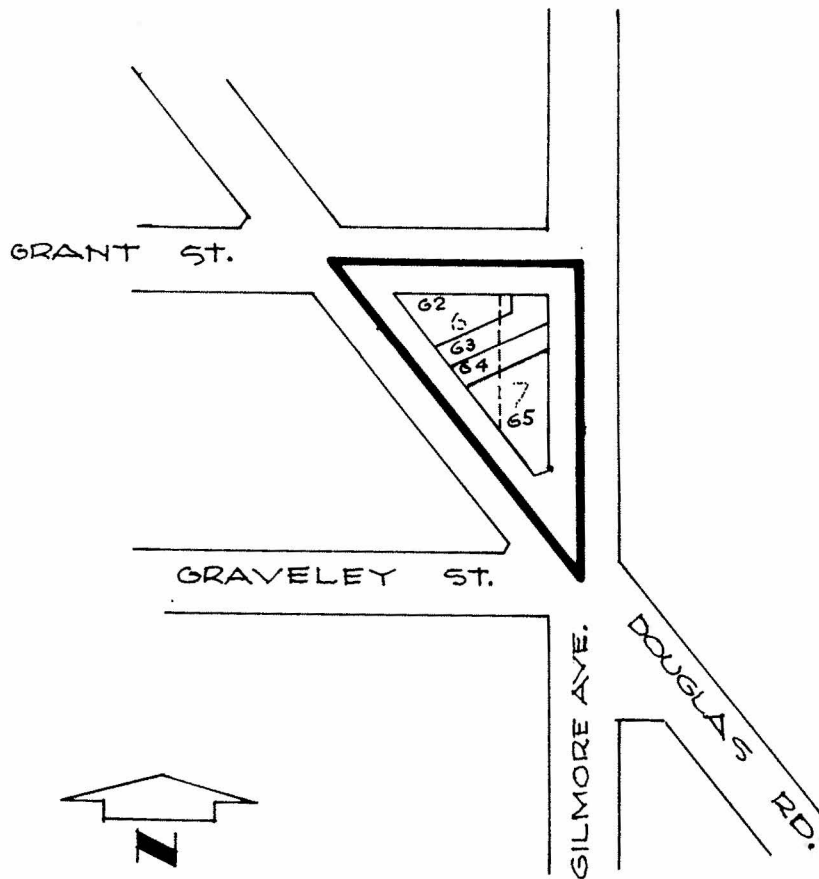 GRANT ST.
62
6
63
64
7
65
GRAVELEY ST.
GILMORE AVE.
DOUGLAS RD.
N